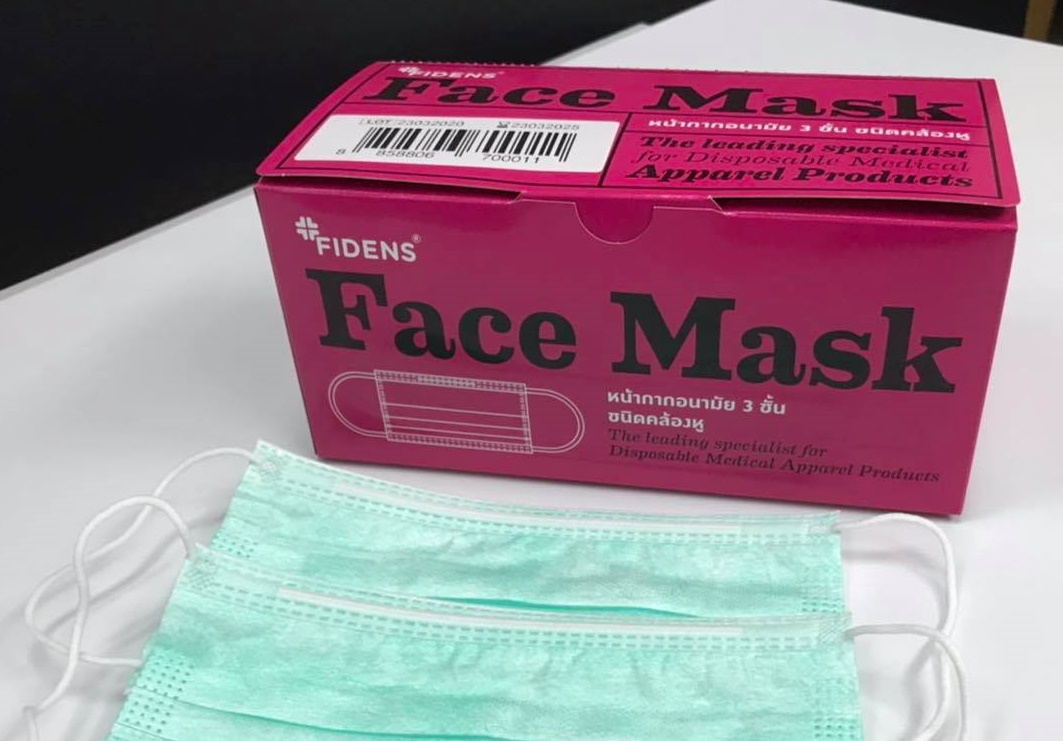 FIDENS
Face Mask
LOT 23032020 23032025
8 858806 700011
หน้ากากอนามัย 3 ชั้น ชนิดคล้องหู
The leading specialist
for Disposable Medical
Apparel Products
FIDENS®
Face Mask
หน้ากากอนามัย 3 ชั้น
ชนิดคล้องหู
The leading specialist for
Disposable Medical Apparel Products